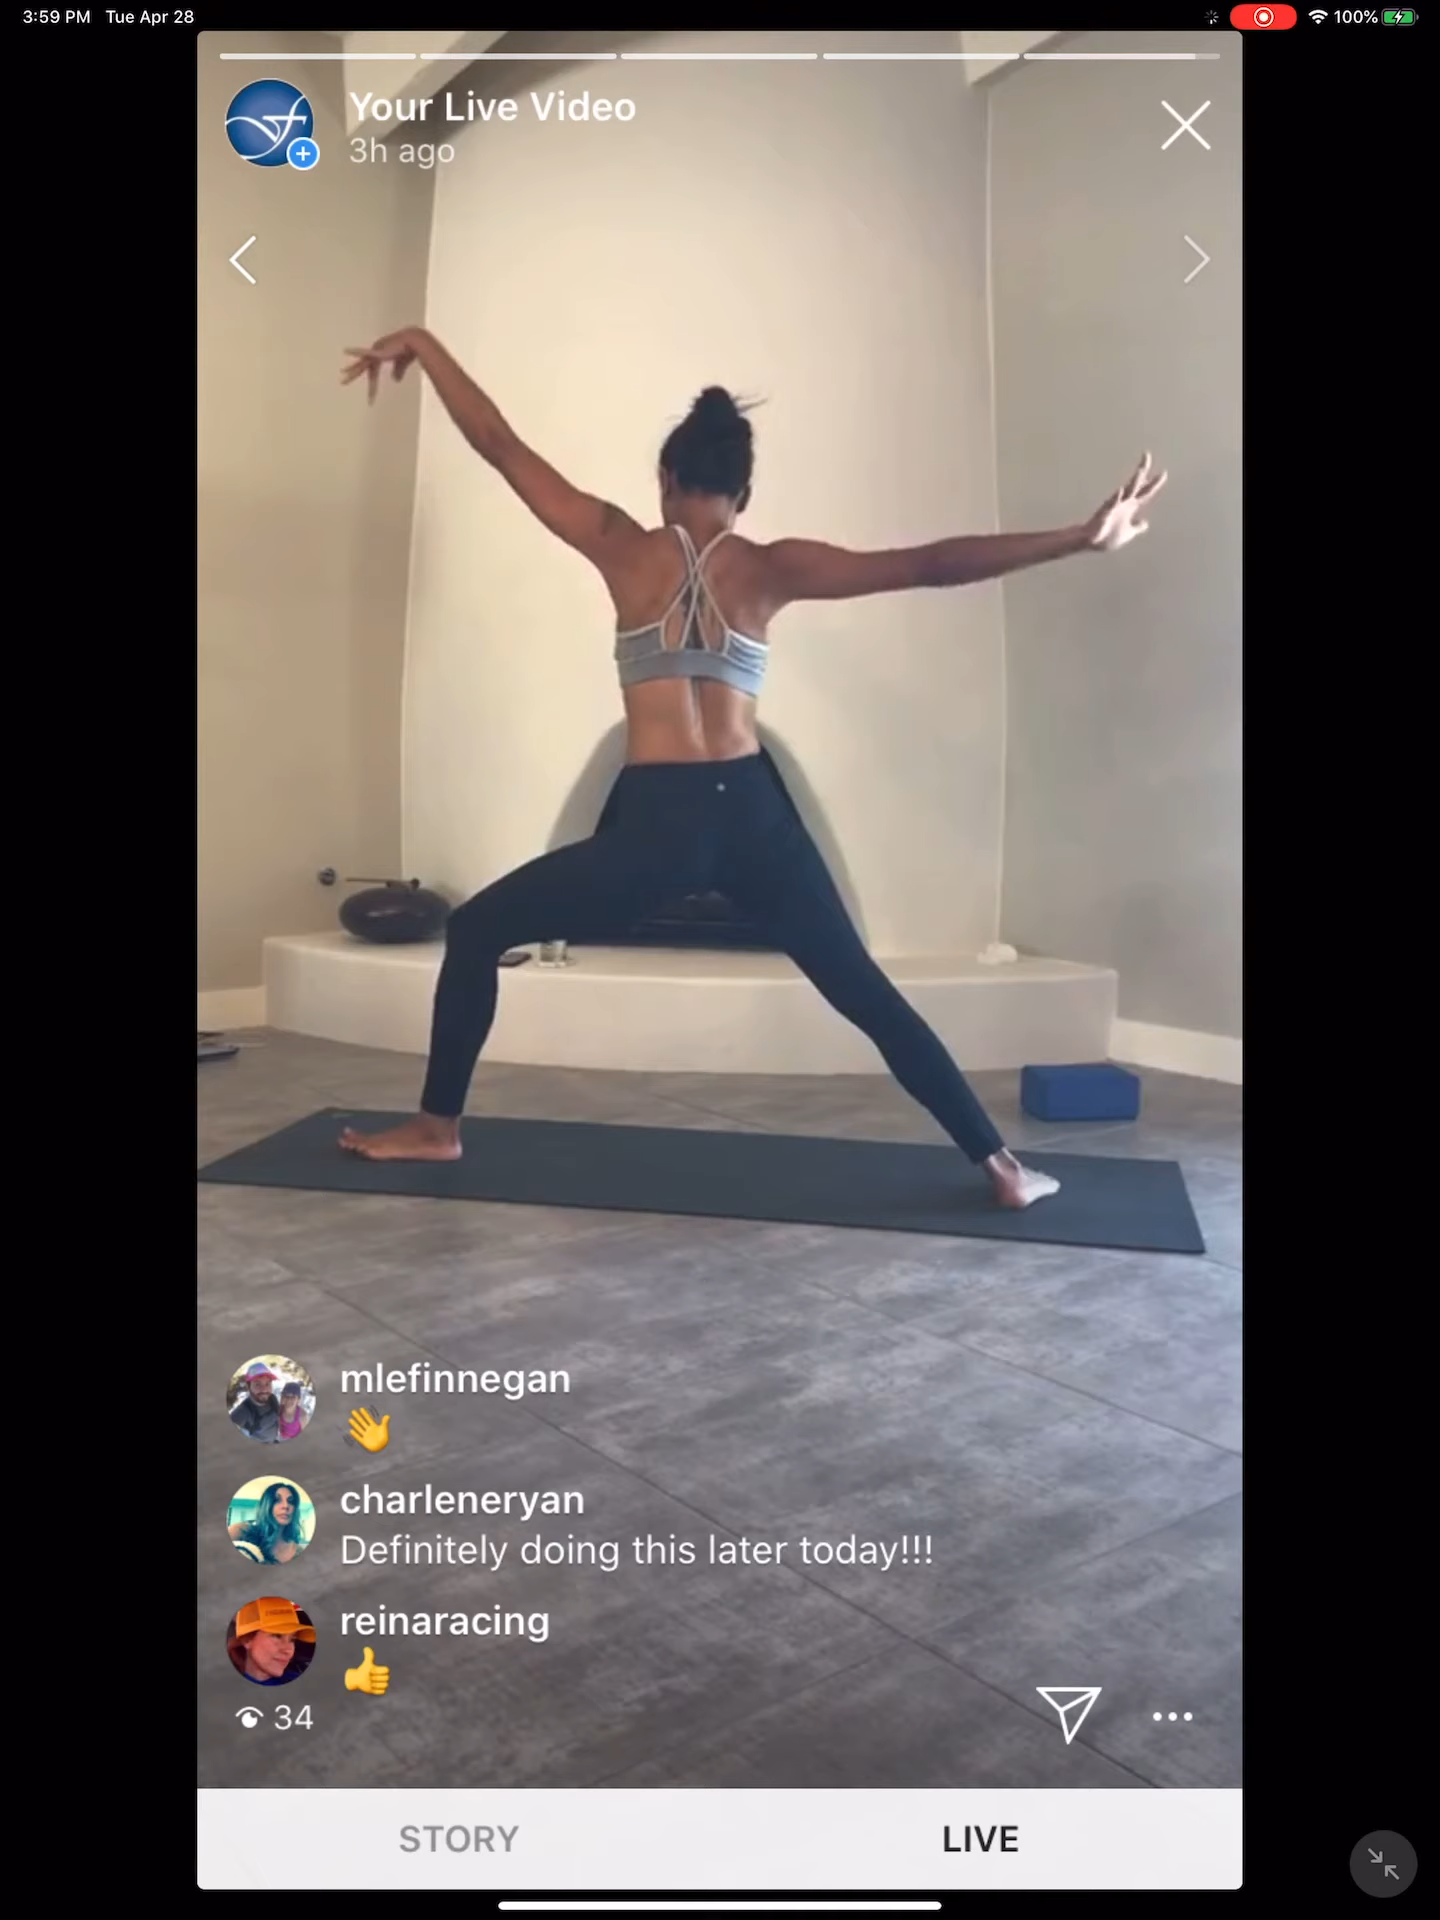 3:59 PM Tue Apr 28
100%
Your Live Video
3h ago
mlefinnegan
👋
charleneryan
Definitely doing this later today!!!
reinaracing
👍
34
STORY
LIVE